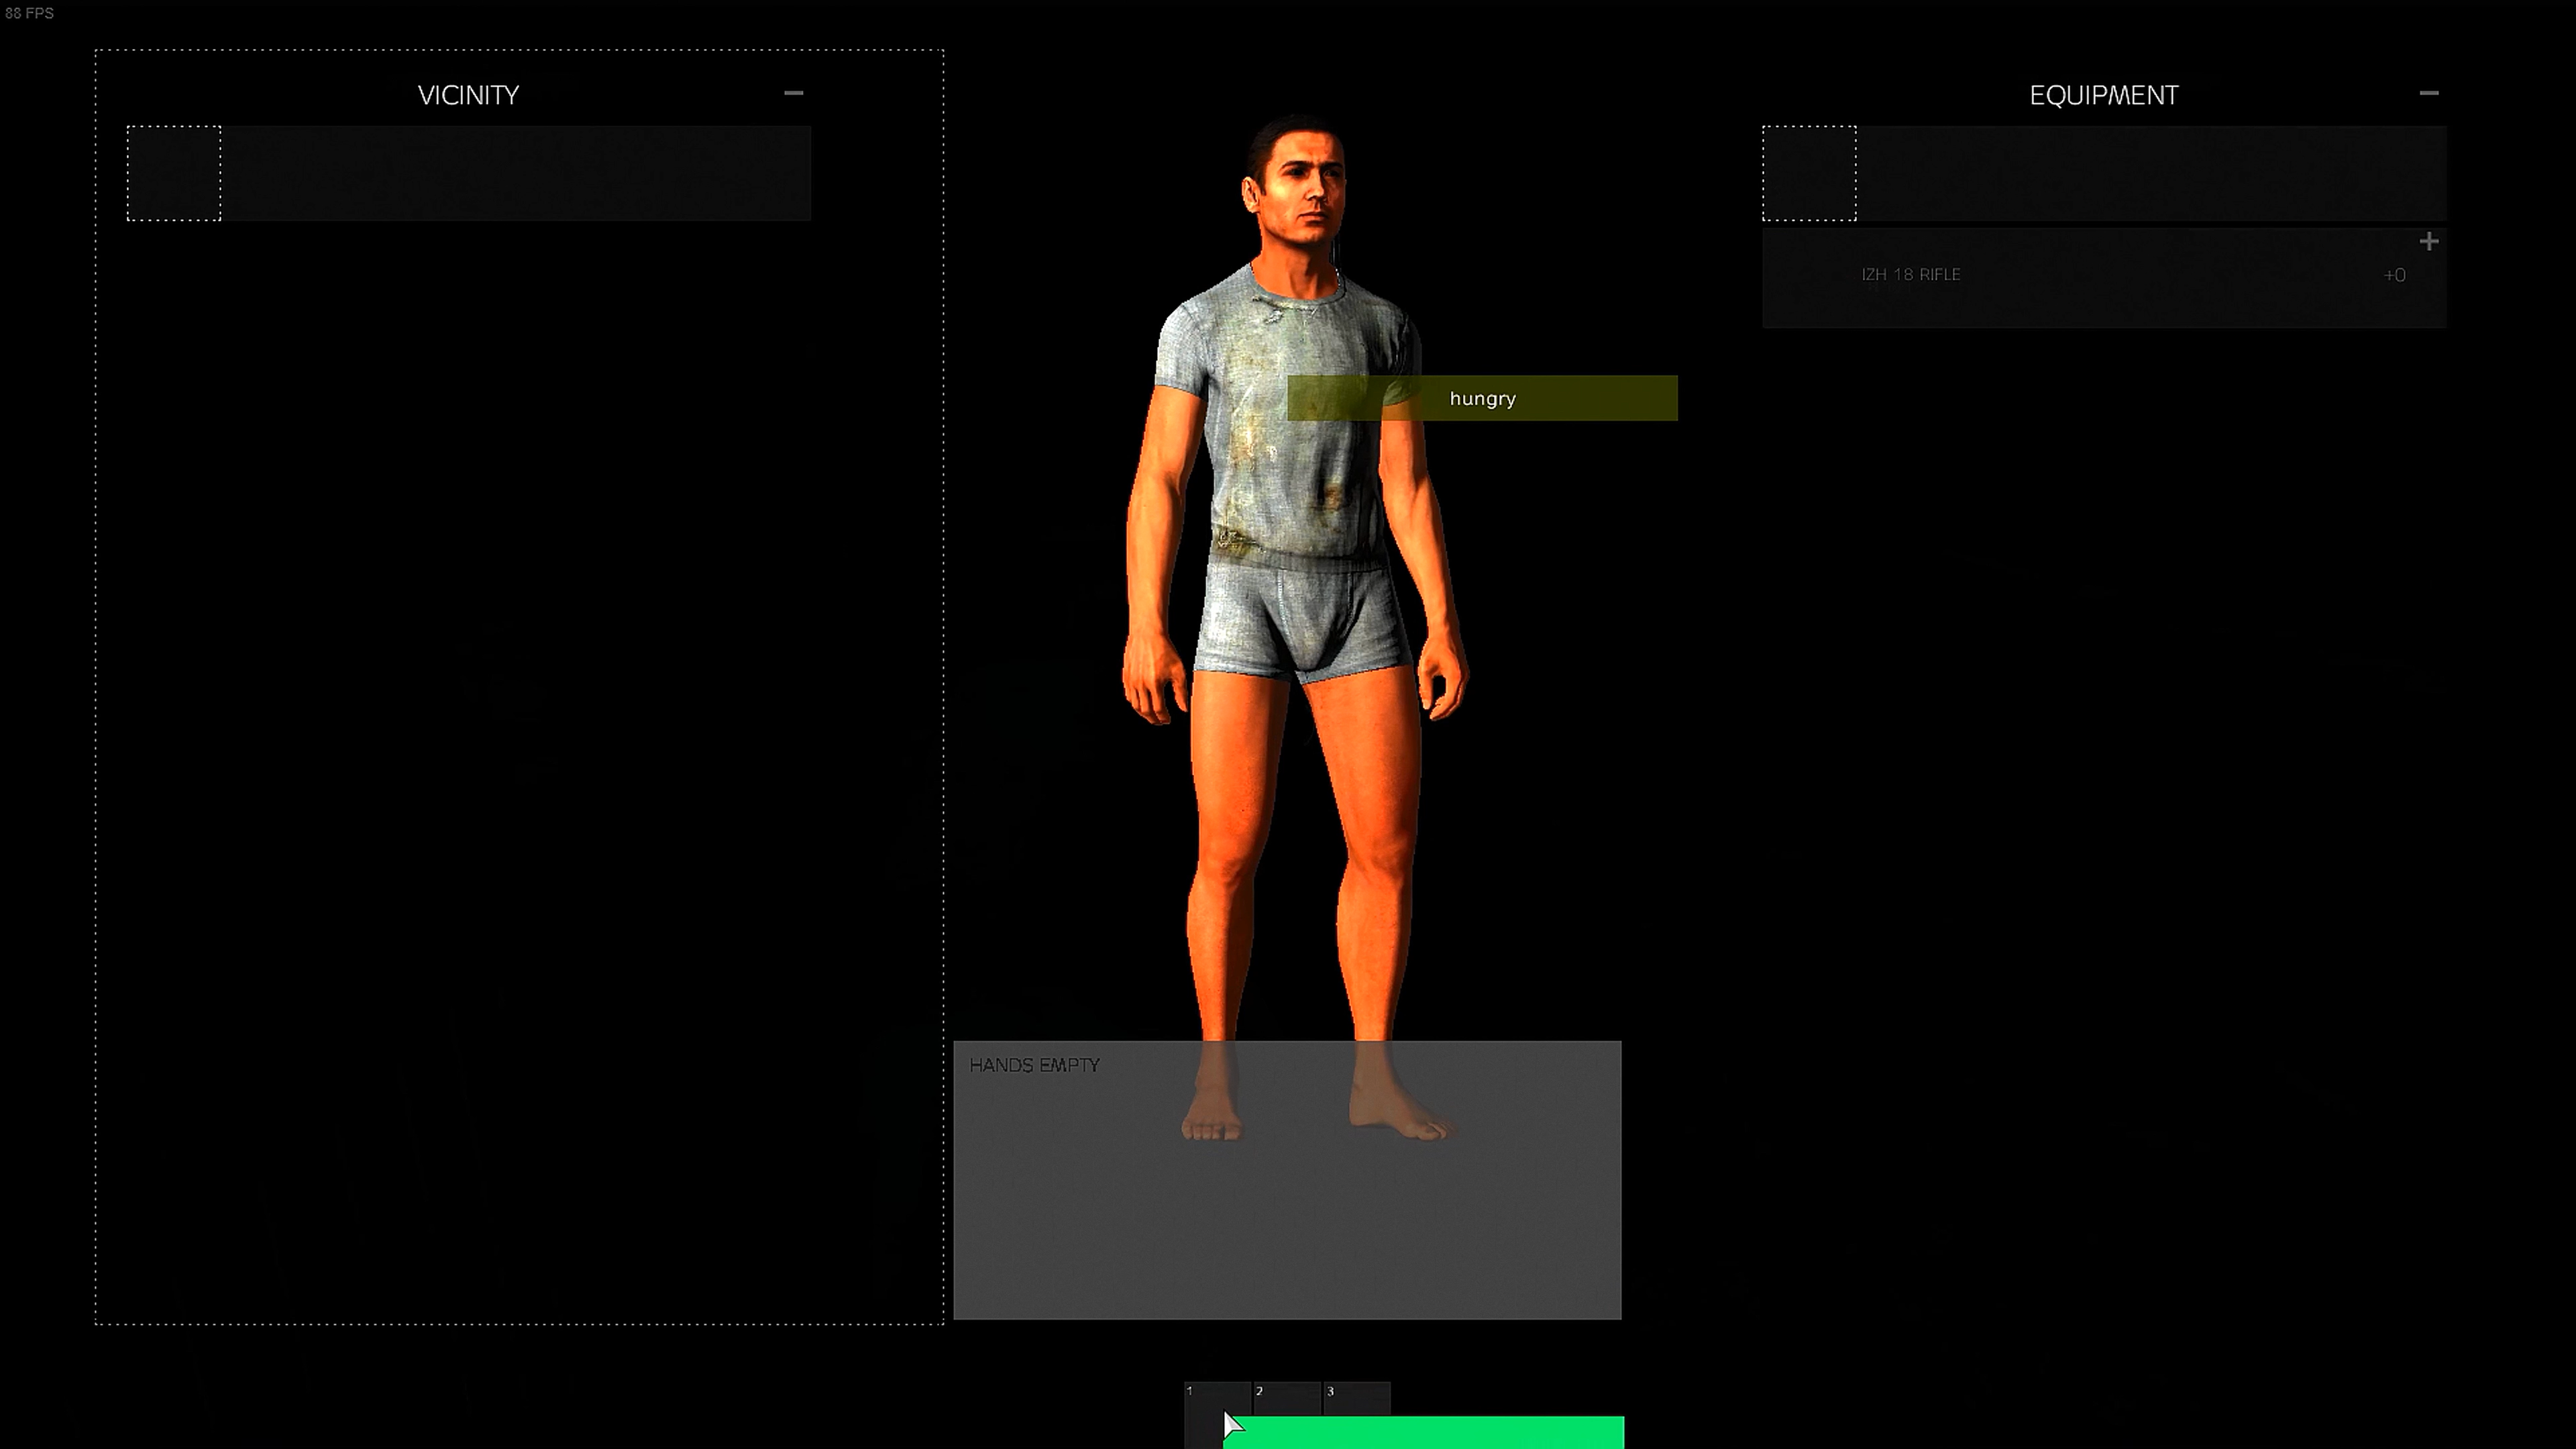 88 FPS
VICINITY
EQUIPMENT
IZH 18 RIFLE
+0
hungry
HANDS EMPTY
1
2
3